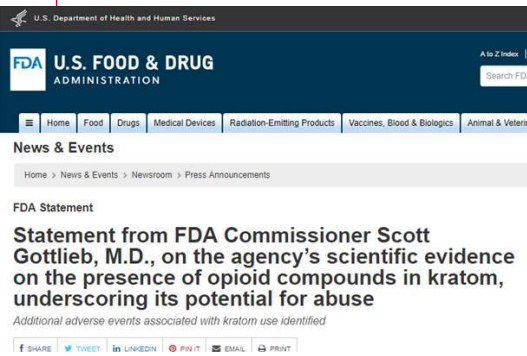 U.S. Department of Health and Human Services
FDA U.S. FOOD & DRUG
ADMINISTRATION
A to Z Index
Search FD
Home Food Drugs Medical Devices Radiation-Emitting Products Vaccines, Blood & Biologics Animal & Veteri
News & Events
Home > News & Events > Newsroom > Press Announcements
FDA Statement
Statement from FDA Commissioner Scott
Gottlieb, M.D., on the agency's scientific evidence
on the presence of opioid compounds in kratom,
underscoring its potential for abuse
Additional adverse events associated with kratom use identified
f SHARE TWEET in LINKEDIN PIN IT EMAIL PRINT